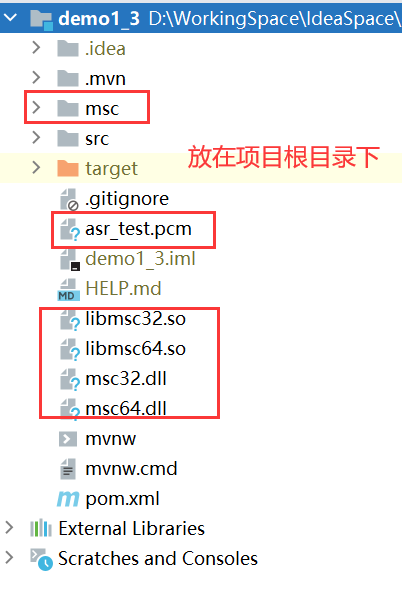 demo1_3 D:\WorkingSpace\IdeaSpace\
.idea
.mvn
msc
src
放在项目根目录下
target
.gitignore
asr_test.pcm
demo1_3.iml
MD HELP.md
libmsc32.so
libmsc64.so
msc32.dll
msc64.dll
mvnw
mvnw.cmd
m pom.xml
External Libraries
Scratches and Consoles